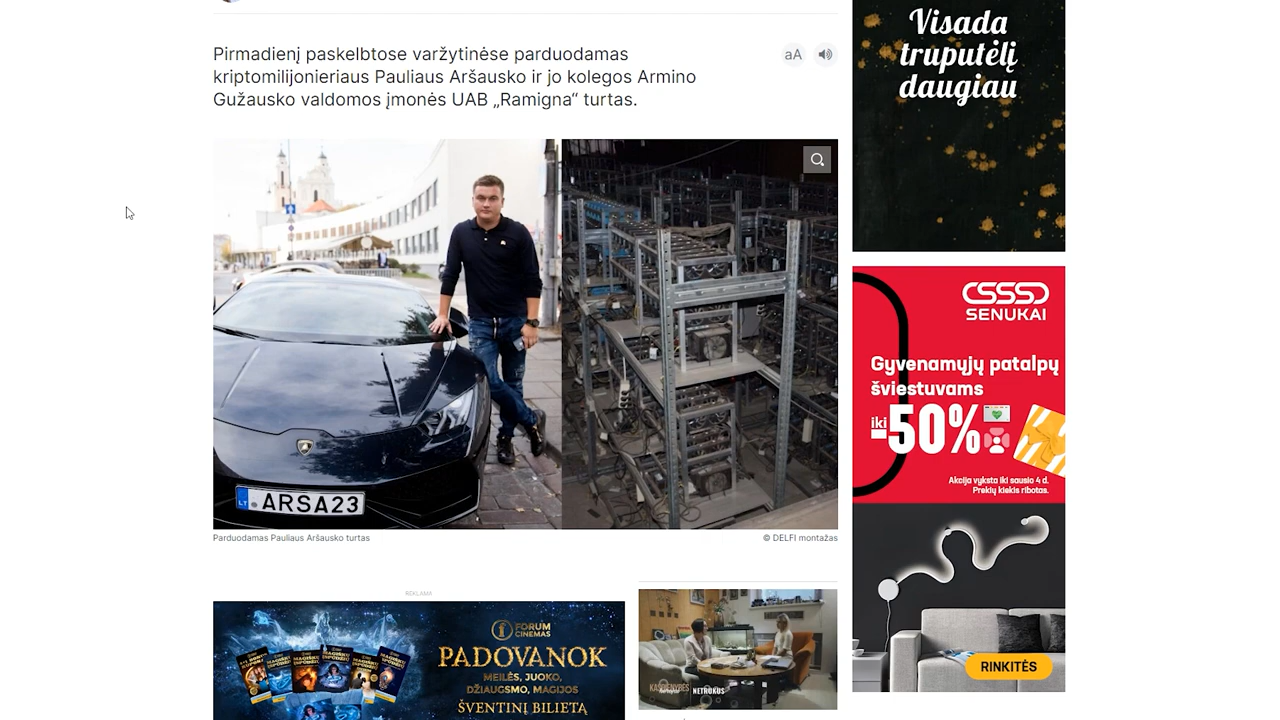 Pirmadienį paskelbtose varžytinėse parduodamas
kriptomilijonieriaus Pauliaus Aršausko ir jo kolegos Armino
Gužausko valdomos įmonės UAB „Ramigna“ turtas.
aA
LT ARSA23
Parduodamas Pauliaus Aršausko turtas
© DELFI montažas
REKLAMA
FORUM
CINEMAS
PADOVANOK
MEILĖS, JUOKO,
DŽIAUGSMO, MAGIJOS
ŠVENTINĮ BILIETĄ
NETRUKUS
Visada
truputėlį
daugiau
SENUKAI
Gyvenamųjų patalpų
šviestuvams
iki
-50%
Akcija vyksta iki sausio 4 d.
Prekių kiekis ribotas.
RINKITĖS